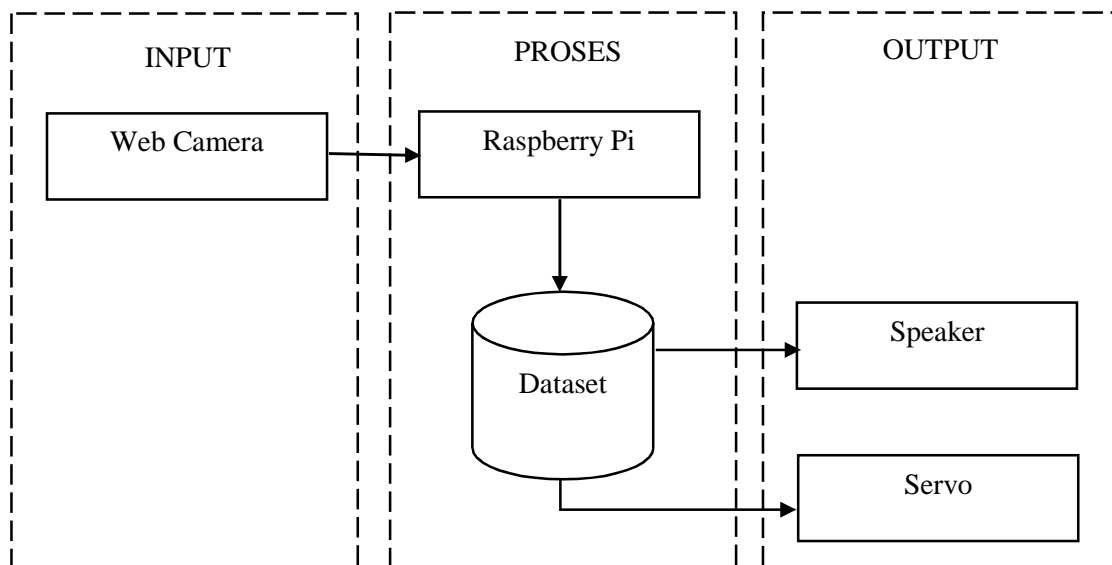 INPUT
Web Camera
PROSES
Raspberry Pi
Dataset
OUTPUT
Speaker
Servo